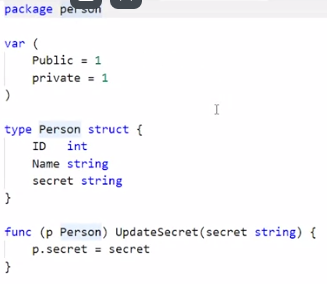 package person
var (
Public = 1
private = 1
)
type Person struct {
ID int
Name string
secret string
}
func (p Person) UpdateSecret(secret string) {
p.secret = secret
}